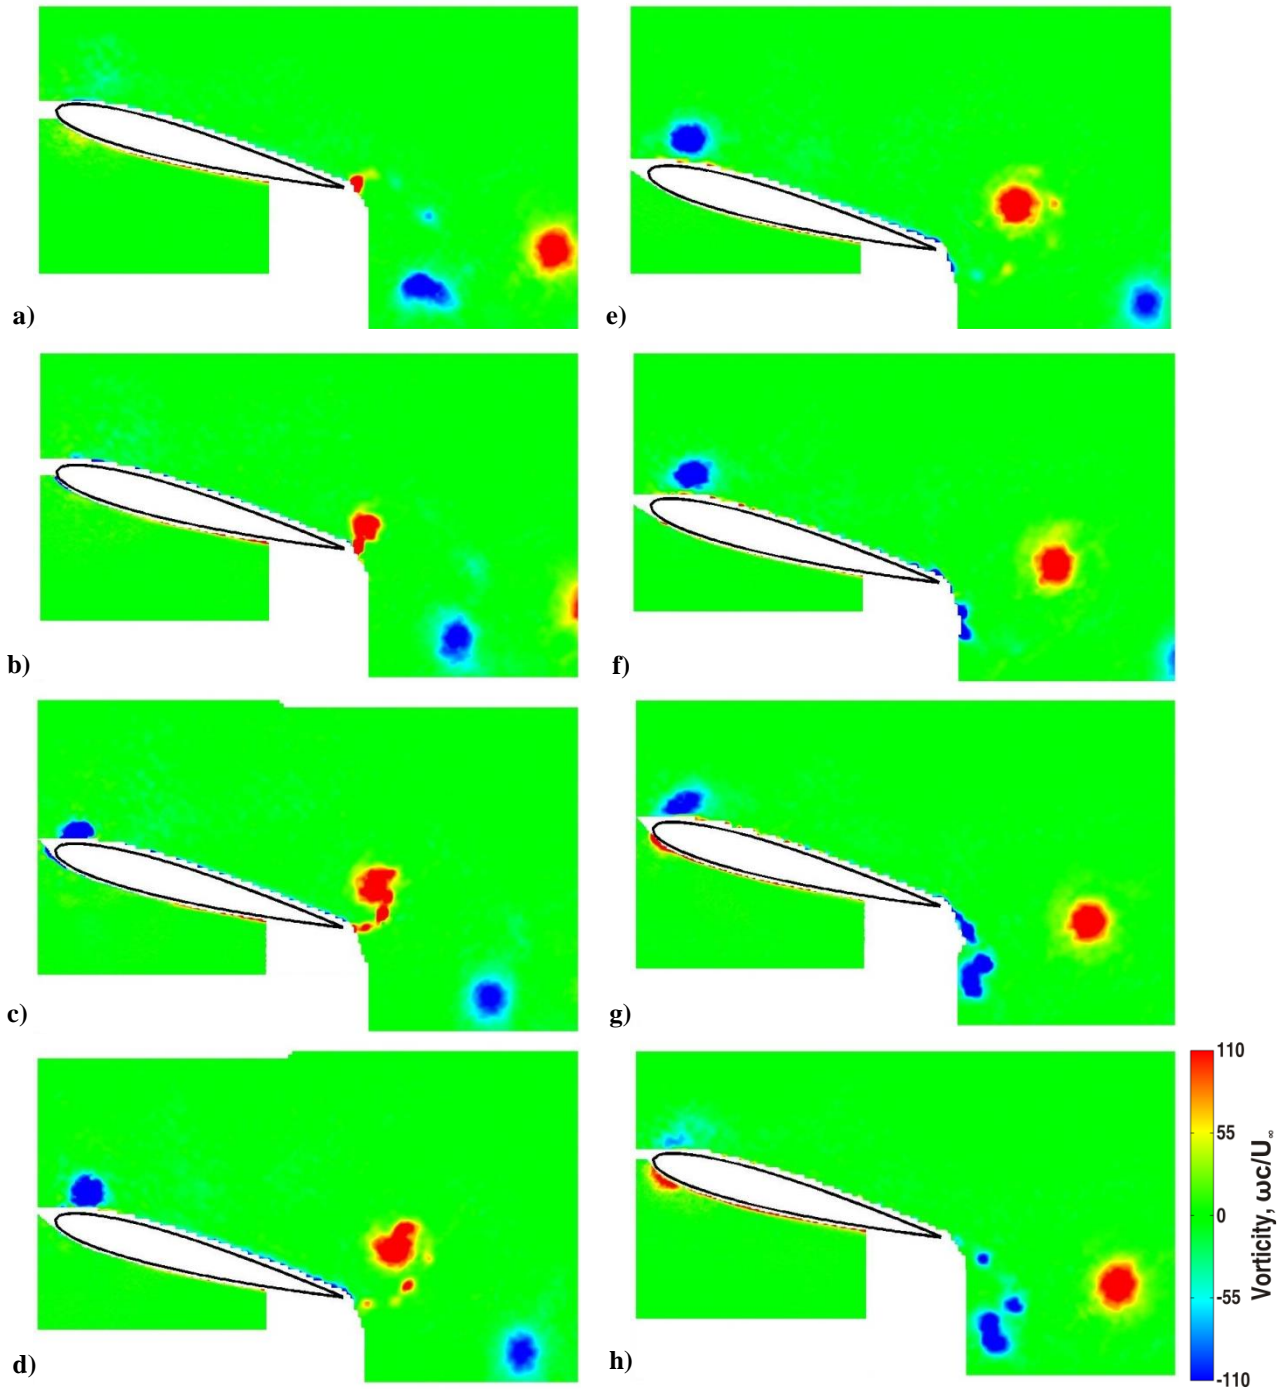 a)
e)
b)
f)
c)
g)
d)
h)
110
55
0
-55
-110
Vorticity, ωc/U∞